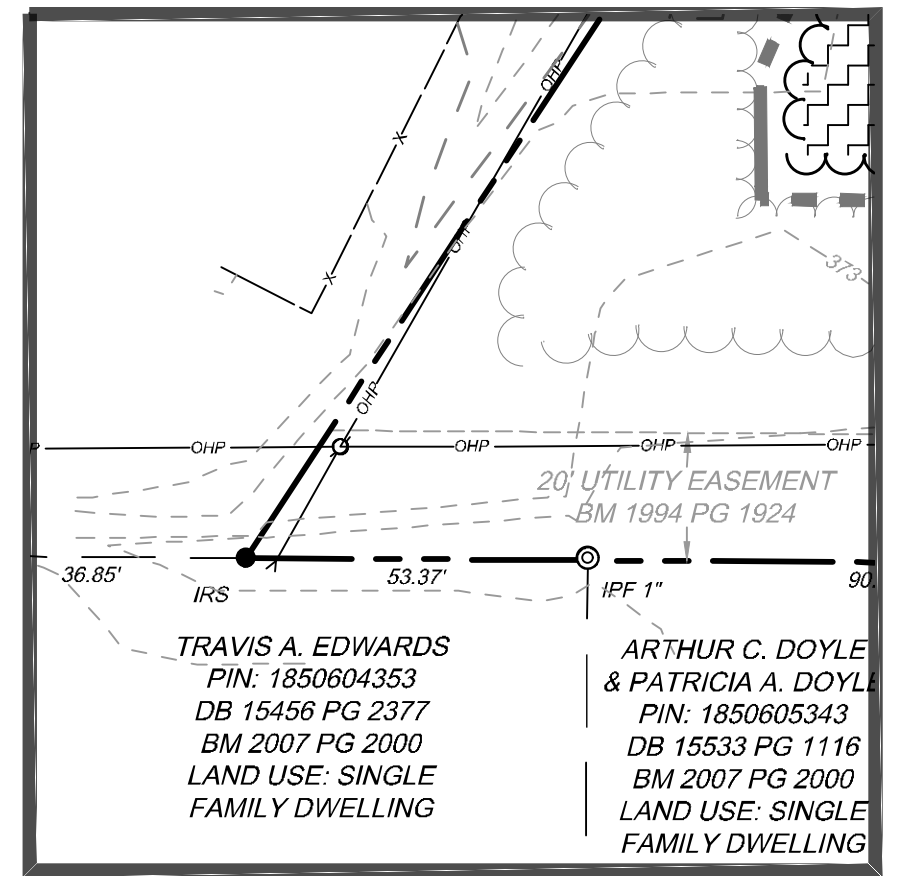 OHP
OHP
373
OHP
P
OHP
OHP
OHP
OHP
20' UTILITY EASEMENT
BM 1994 PG 1924
36.85'
53.37'
90.
IRS
IPF 1"
TRAVIS A. EDWARDS
PIN: 1850604353
DB 15456 PG 2377
BM 2007 PG 2000
LAND USE: SINGLE
FAMILY DWELLING
ARTHUR C. DOYLE
& PATRICIA A. DOYLE
PIN: 1850605343
DB 15533 PG 1116
BM 2007 PG 2000
LAND USE: SINGLE
FAMILY DWELLING